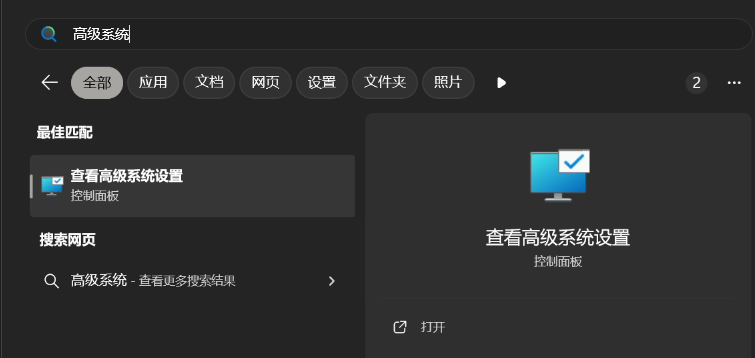 高级系统
全部 应用 文档 网页 设置 文件夹 照片 2
最佳匹配
查看高级系统设置
控制面板
搜索网页
高级系统 - 查看更多搜索结果
查看高级系统设置
控制面板
打开